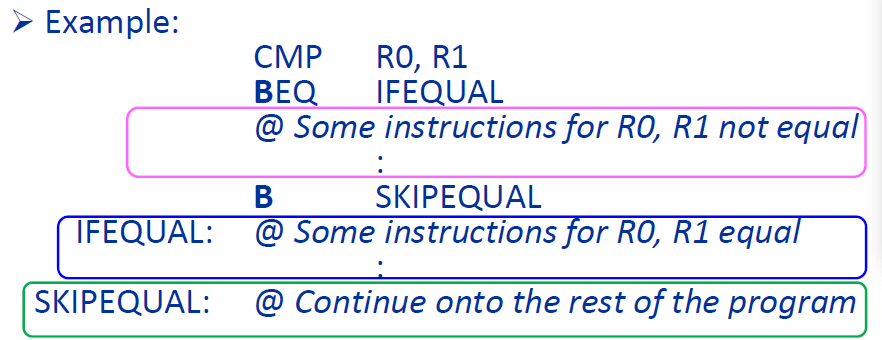 ➢ Example:
CMP R0, R1
BEQ IFEQUAL
@ Some instructions for R0, R1 not equal
:
B SKIPEQUAL
IFEQUAL: @ Some instructions for R0, R1 equal
:
SKIPEQUAL: @ Continue onto the rest of the program